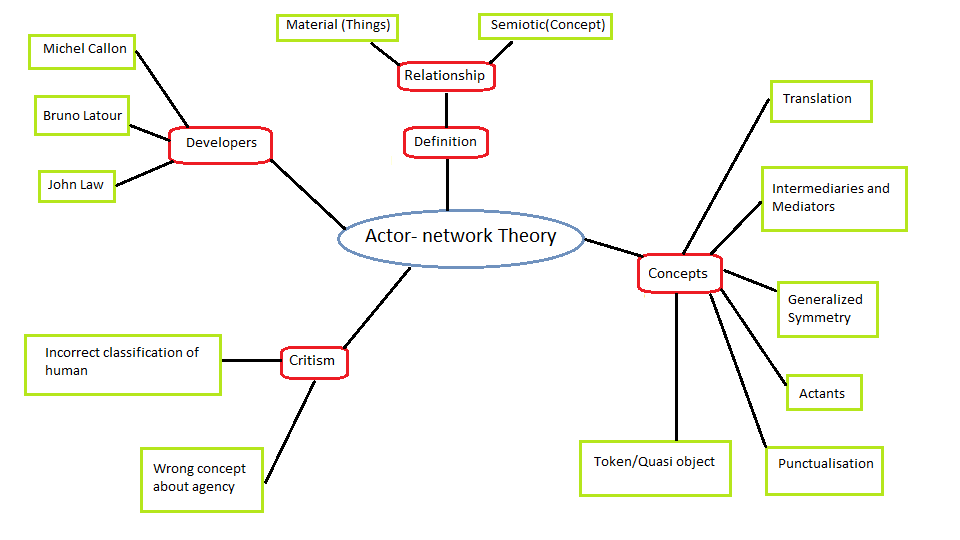 Material (Things)
Semiotic(Concept)
Michel Callon
Relationship
Bruno Latour
Developers
Definition
John Law
Translation
Intermediaries and
Mediators
Actor- network Theory
Concepts
Generalized
Symmetry
Incorrect classification of
human
Critism
Actants
Wrong concept
about agency
Token/Quasi object
Punctualisation